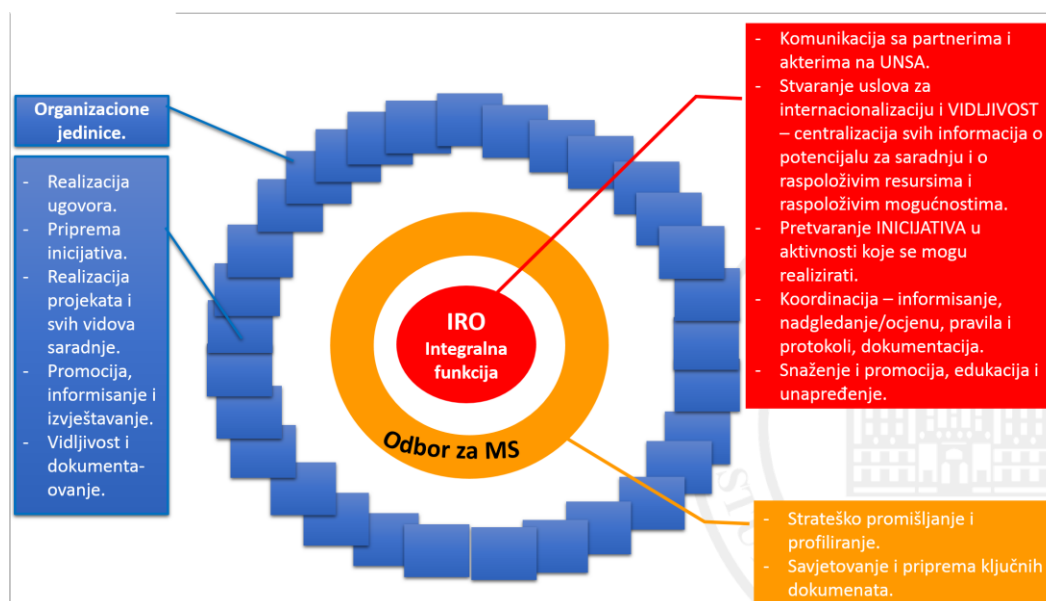 Organizacione
jedinice.
- Realizacija
ugovora.
- Priprema
inicijativa.
- Realizacija
projekata i
svih vidova
saradnje.
- Promocija,
informisanje i
izvještavanje.
- Vidljivost i
dokumenta-
ovanje.
IRO
Integralna
funkcija
Odbor za MS
- Komunikacija sa partnerima i
akterima na UNSA.
- Stvaranje uslova za
internacionalizaciju i VIDLJIVOST
– centralizacija svih informacija o
potencijalu za saradnju i o
raspoloživim resursima i
raspoloživim mogućnostima.
- Pretvaranje INICIJATIVA u
aktivnosti koje se mogu
realizirati.
- Koordinacija – informisanje,
nadgledanje/ocjenu, pravila i
protokoli, dokumentacija.
- Snaženje i promocija, edukacija i
unapređenje.
- Strateško promišljanje i
profiliranje.
- Savjetovanje i priprema ključnih
dokumenata.